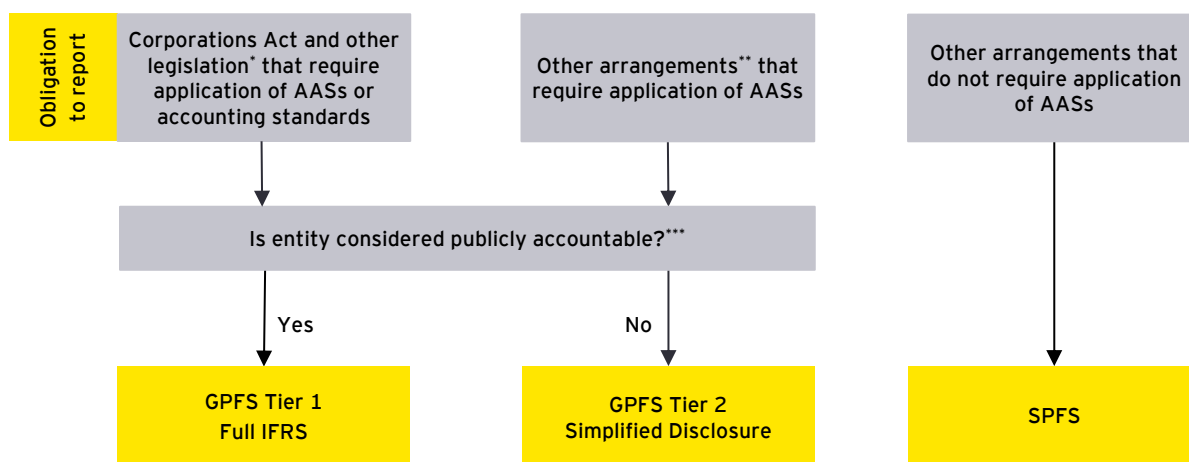 Obligation
to report
Corporations Act and other
legislation* that require
application of AASs or
accounting standards
Other arrangements** that
require application of AASs
Other arrangements that
do not require application
of AASs
Is entity considered publicly accountable?***
Yes
No
GPFS Tier 1
Full IFRS
GPFS Tier 2
Simplified Disclosure
SPFS